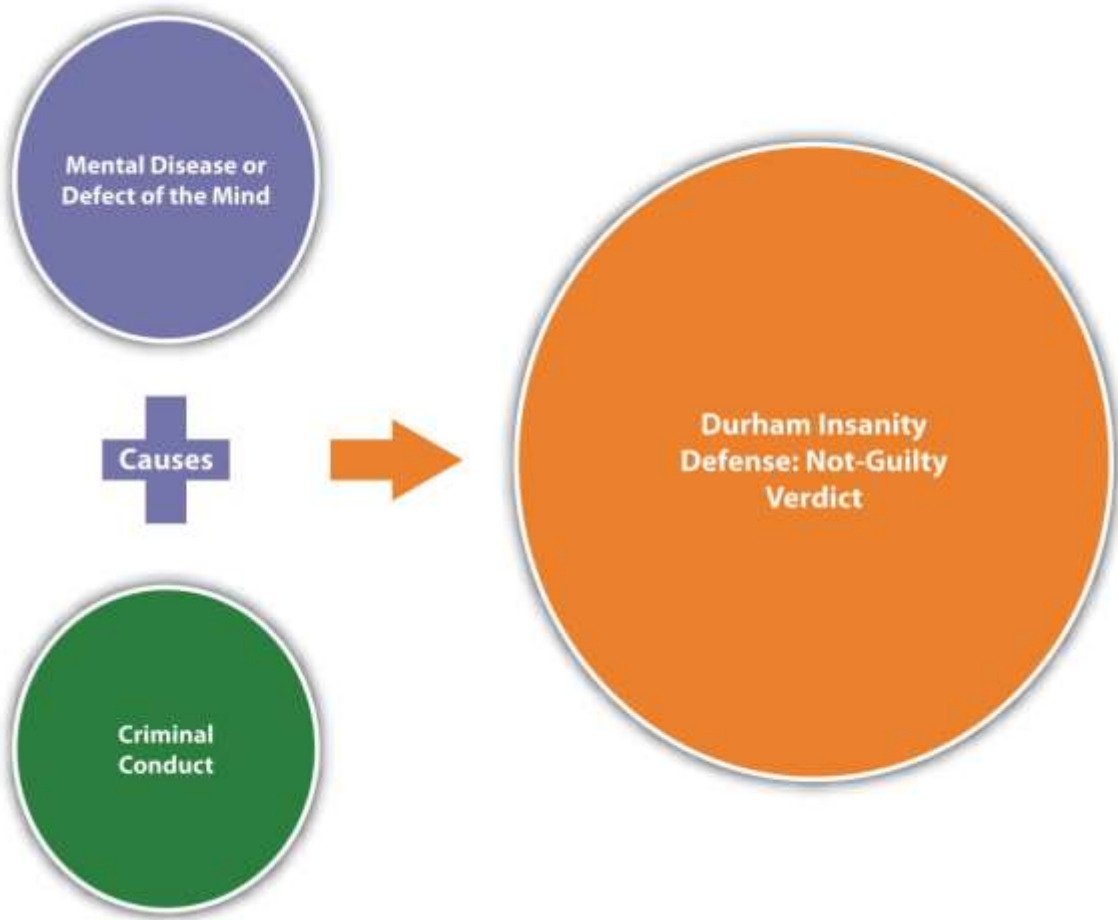 Mental Disease or
Defect of the Mind
Causes
Criminal
Conduct
Durham Insanity
Defense: Not-Guilty
Verdict